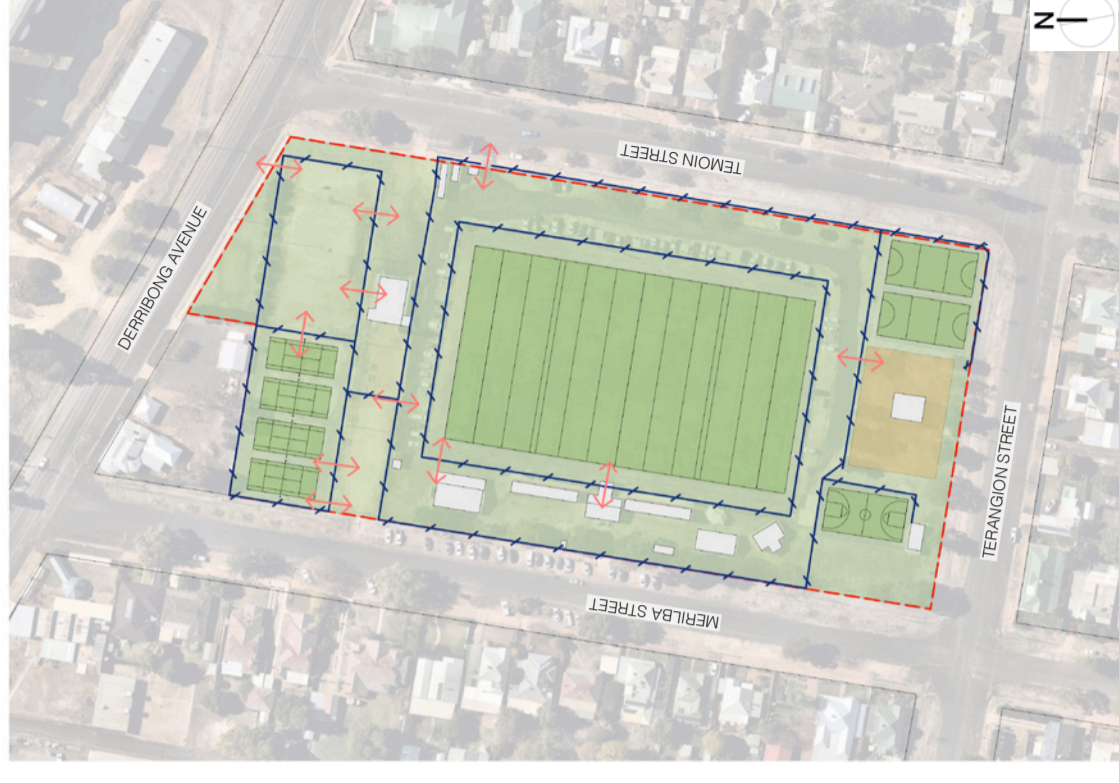 N
TEMOIN STREET
DERRIBONG AVENUE
TERANGION STREET
MERILBA STREET